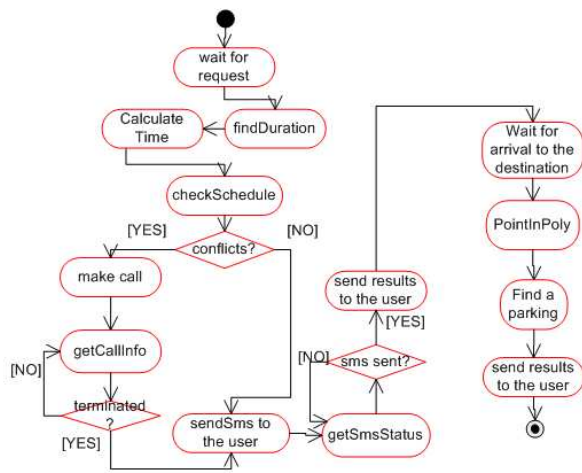 wait for
request
findDuration
Calculate
Time
checkSchedule
conflicts?
[YES]
[NO]
make call
getCallInfo
[NO]
terminated
?
[YES]
sendSms to
the user
getSmsStatus
sms sent?
[NO]
[YES]
send results
to the user
Wait for
arrival to the
destination
PointInPoly
Find a
parking
send results
to the user